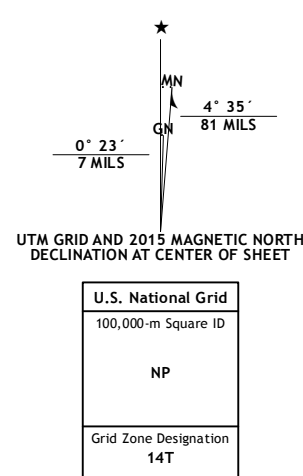 ★
MN
4° 35´
81 MILS
GN
0° 23´
7 MILS
UTM GRID AND 2015 MAGNETIC NORTH
DECLINATION AT CENTER OF SHEET
U.S. National Grid
100,000-m Square ID
NP
Grid Zone Designation
14T